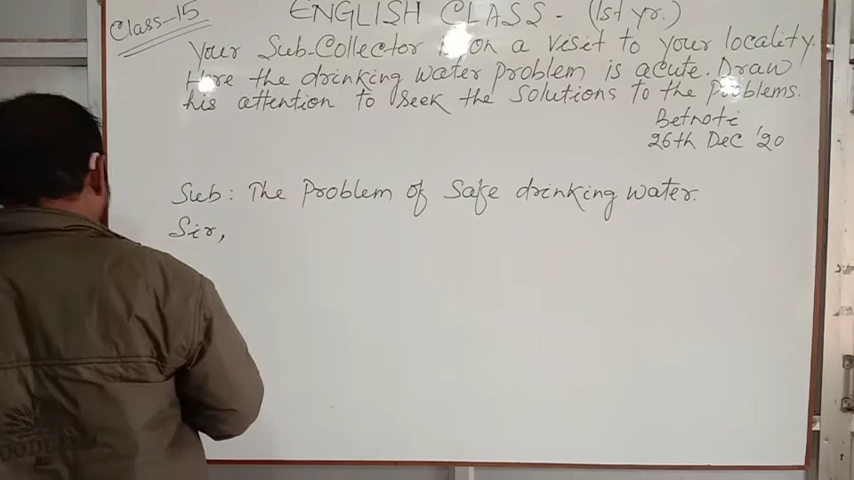 Class-15
ENGLISH CLASS - (1st yr.)
Your Sub-Collector is on a visit to your locality.
Here the drinking water problem is acute. Draw
his attention to seek the solutions to the problems.
Betnoti
26th Dec '20
Sub: The Problem of Safe drinking water.
Sir,